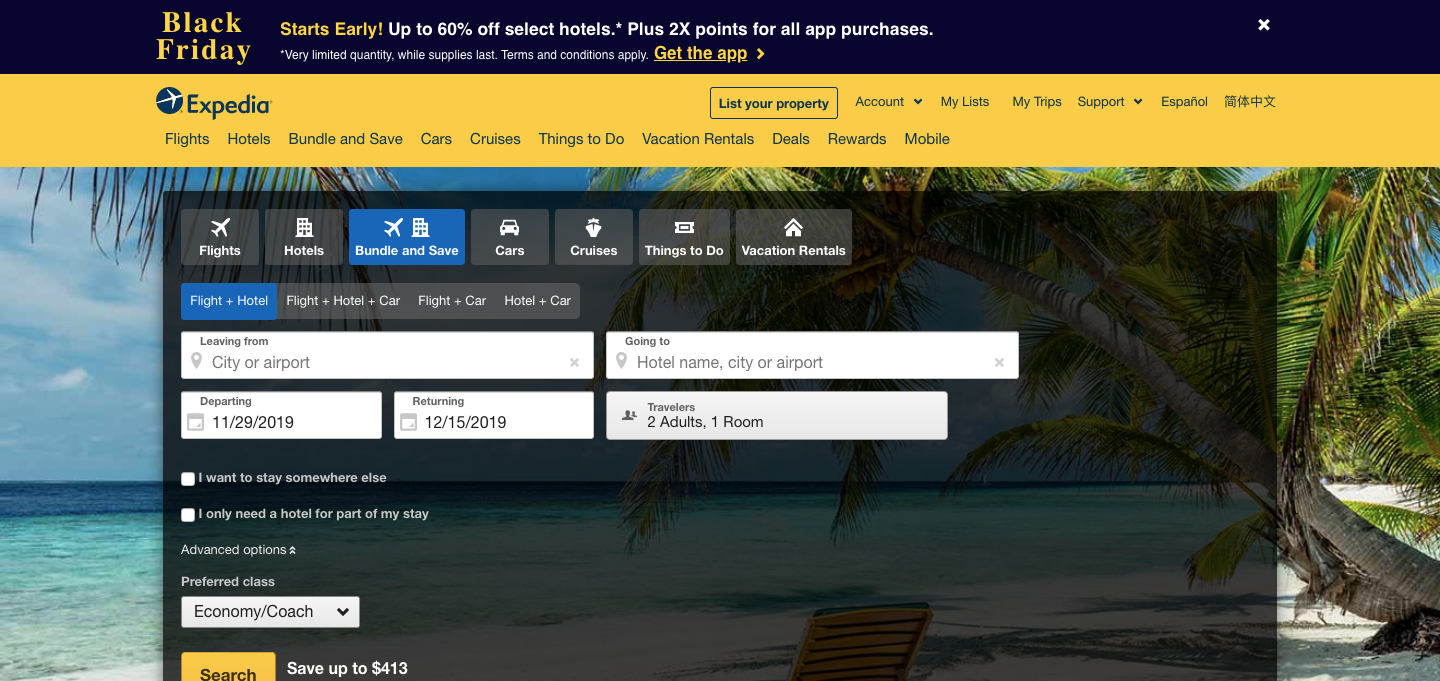 Black
Friday
Starts Early! Up to 60% off select hotels.* Plus 2X points for all app purchases.
*Very limited quantity, while supplies last. Terms and conditions apply. Get the app
Expedia
List your property
Account
My Lists
My Trips
Support
Español
简体中文
Flights Hotels Bundle and Save Cars Cruises Things to Do Vacation Rentals Deals Rewards Mobile
Flights
Hotels
Bundle and Save
Cars
Cruises
Things to Do
Vacation Rentals
Flight + Hotel
Flight + Hotel + Car
Flight + Car
Hotel + Car
Leaving from
City or airport
Going to
Hotel name, city or airport
Departing
11/29/2019
Returning
12/15/2019
Travelers
2 Adults, 1 Room
I want to stay somewhere else
I only need a hotel for part of my stay
Advanced options
Preferred class
Economy/Coach
Search
Save up to $413